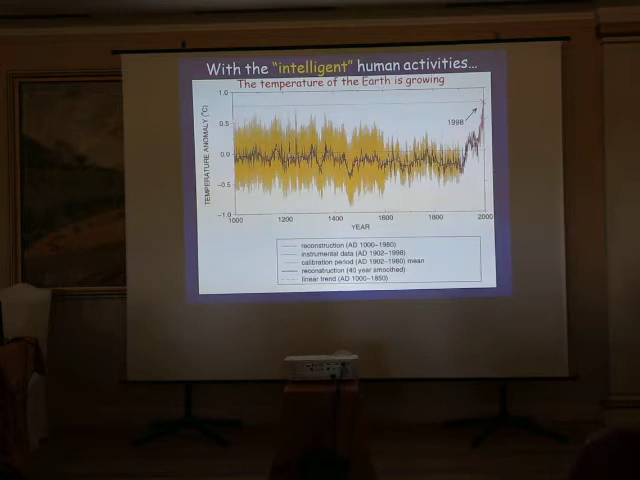 With the "intelligent" human activities...
The temperature of the Earth is growing
1.0
0.5
0.0
-0.5
-1.0
TEMPERATURE ANOMALY (°C)
1998
1000 1200 1400 1600 1800 2000
YEAR
reconstruction (AD 1000-1980)
instrumental data (AD 1902-1998)
calibration period (AD 1902-1980) mean
reconstruction (40 year smoothed)
linear trend (AD 1000-1850)